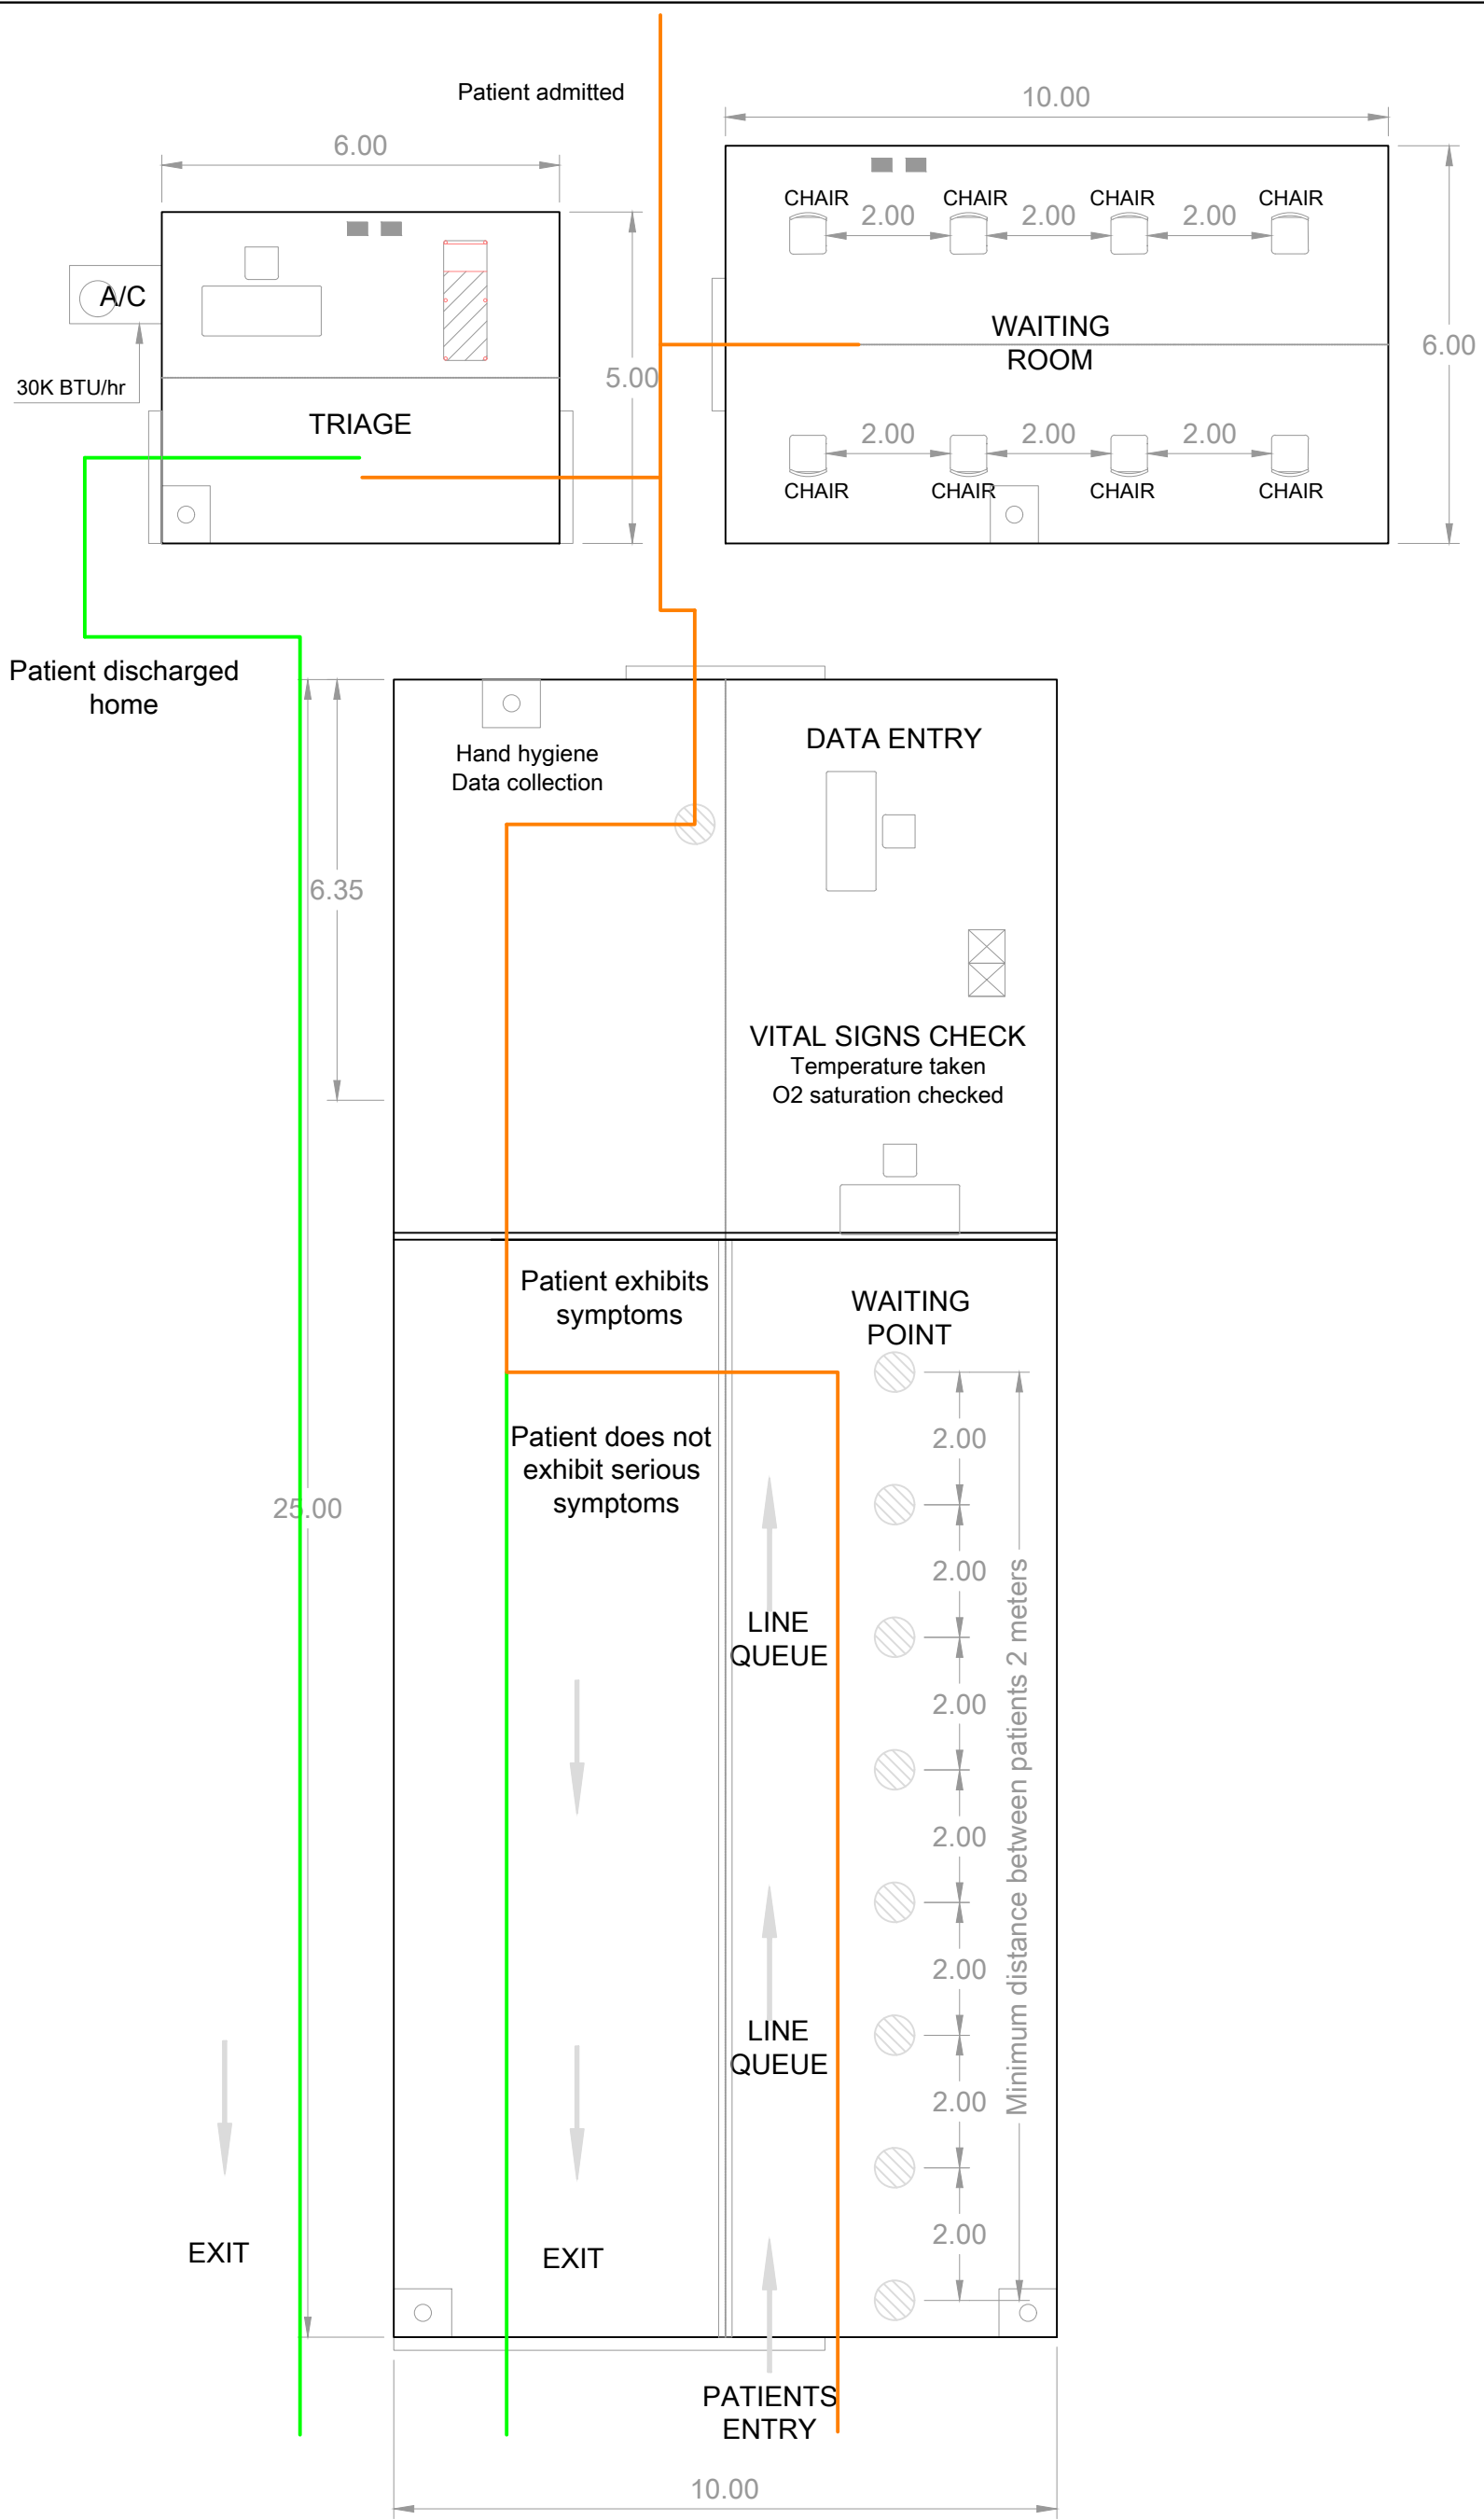 Patient admitted
10.00
6.00
CHAIR
CHAIR
CHAIR
CHAIR
2.00
2.00
2.00
A/C
WAITING
ROOM
6.00
30K BTU/hr
5.00
TRIAGE
2.00
2.00
2.00
CHAIR
CHAIR
CHAIR
CHAIR
Patient discharged
home
Hand hygiene
Data collection
DATA ENTRY
6.35
VITAL SIGNS CHECK
Temperature taken
O2 saturation checked
Patient exhibits
symptoms
WAITING
POINT
Patient does not
exhibit serious
symptoms
2.00
25.00
2.00
LINE
QUEUE
2.00
Minimum distance between patients 2 meters
2.00
2.00
LINE
QUEUE
2.00
2.00
EXIT
EXIT
PATIENTS
ENTRY
10.00